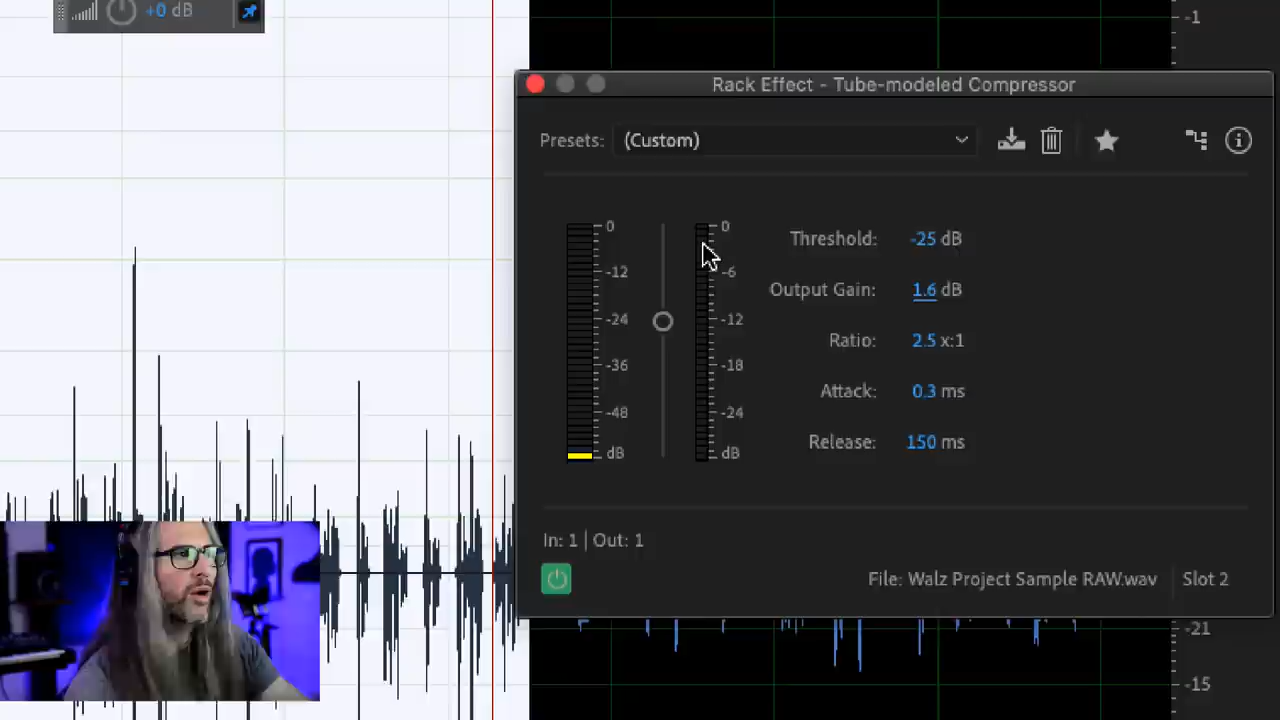 +0 dB
-1
Rack Effect - Tube-modeled Compressor
Presets: (Custom)
0
-12
-24
-36
-48
dB
0
-6
-12
-18
-24
dB
Threshold: -25 dB
Output Gain: 1.6 dB
Ratio: 2.5 x:1
Attack: 0.3 ms
Release: 150 ms
In: 1 | Out: 1
File: Walz Project Sample RAW.wav Slot 2
-21
-15